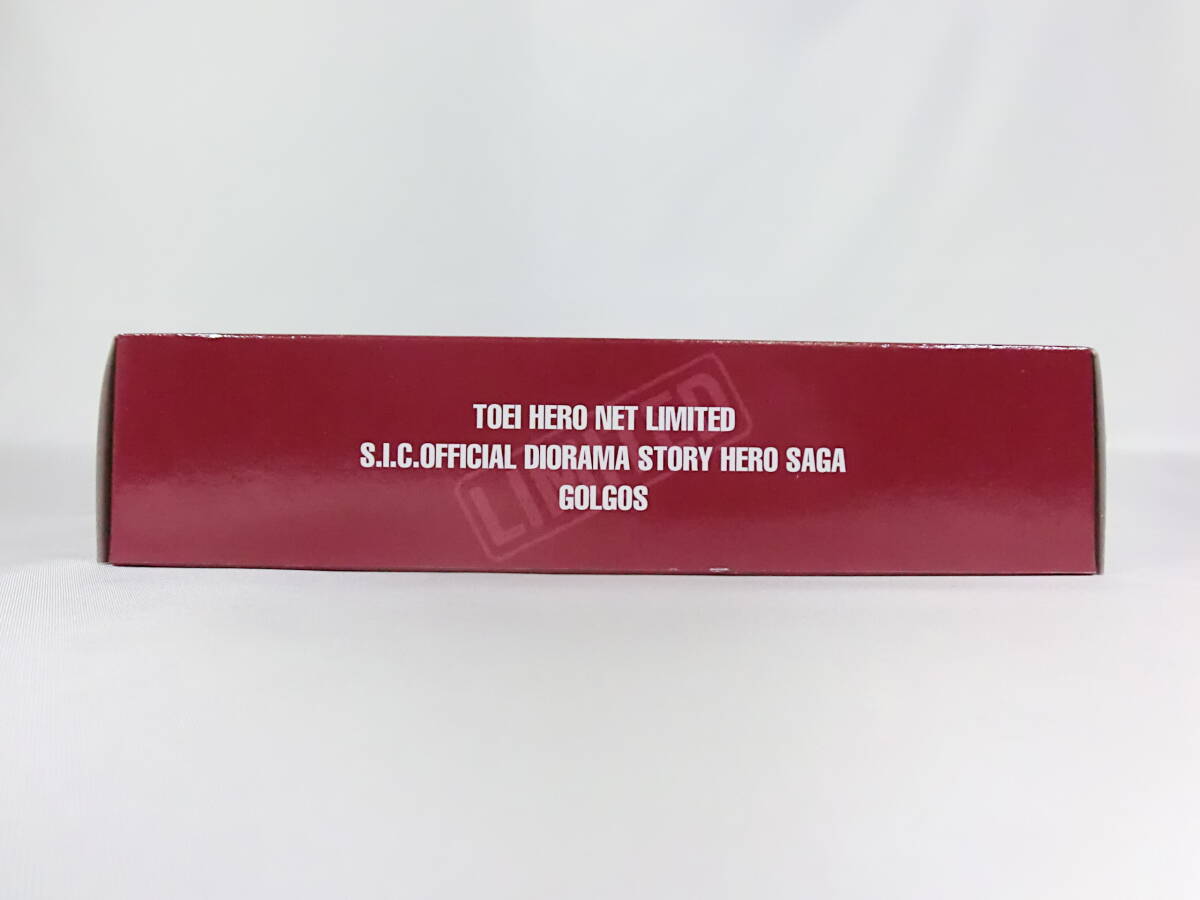 TOEI HERO NET LIMITED
S.I.C.OFFICIAL DIORAMA STORY HERO SAGA
GOLGOS
LIMITED